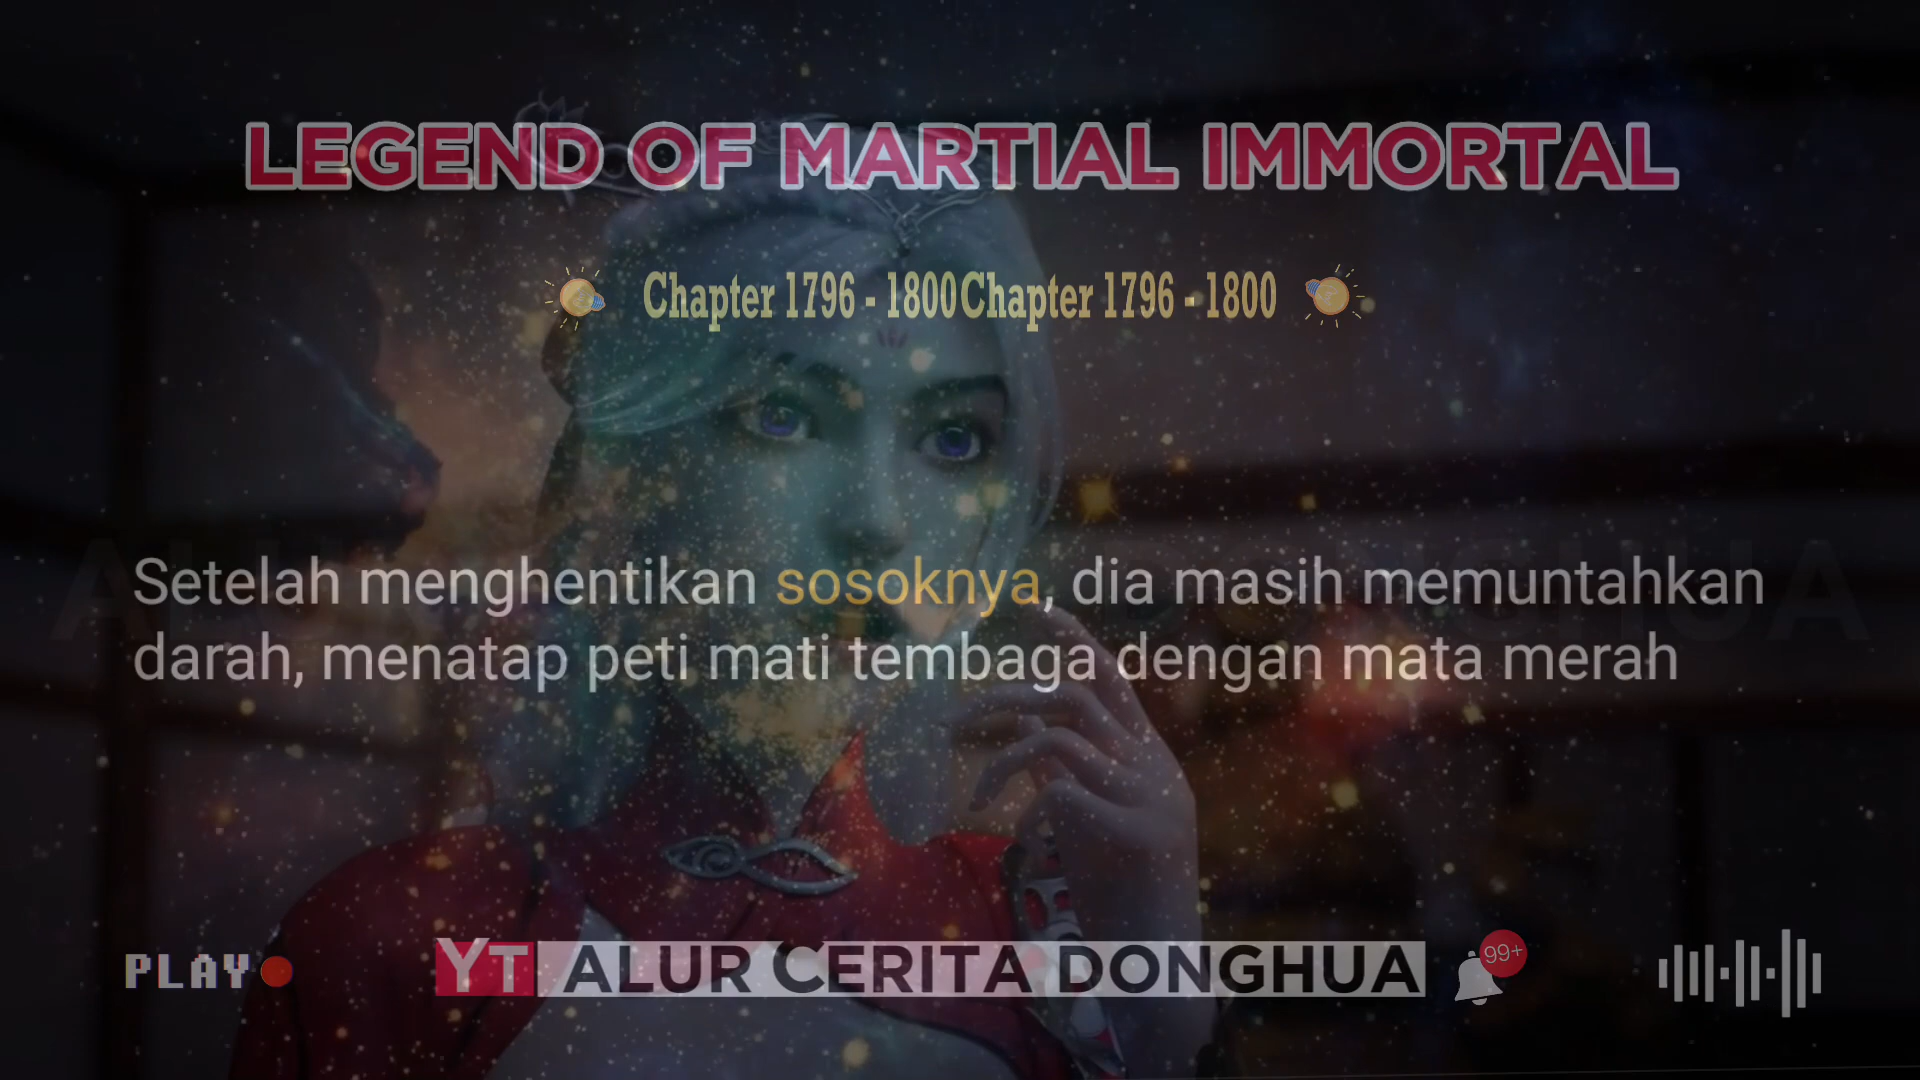 LEGEND OF MARTIAL IMMORTAL
Chapter 1796 - 1800Chapter 1796 - 1800
Setelah menghentikan sosoknya, dia masih memuntahkan
darah, menatap peti mati tembaga dengan mata merah
PLAY
YT ALUR CERITA DONGHUA
99+